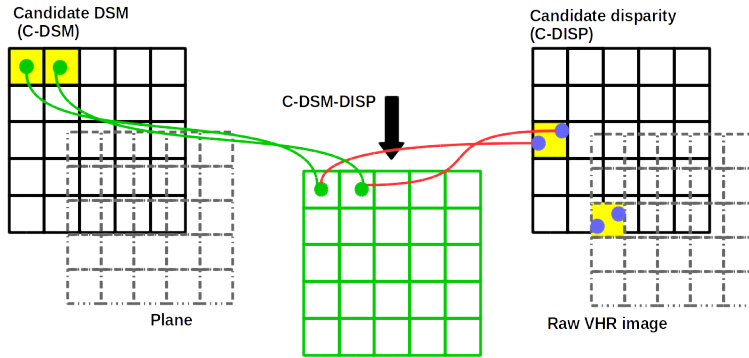 Candidate DSM
(C-DSM)
Candidate disparity
(C-DISP)
C-DSM-DISP
Plane
Raw VHR image